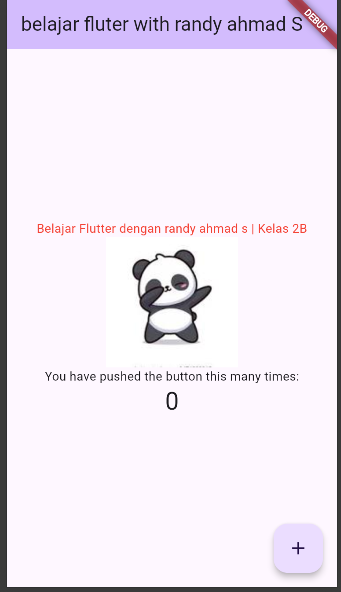 belajar fluter with randy ahmad S
DEBUG
Belajar Flutter dengan randy ahmad s | Kelas 2B
You have pushed the button this many times:
0
+